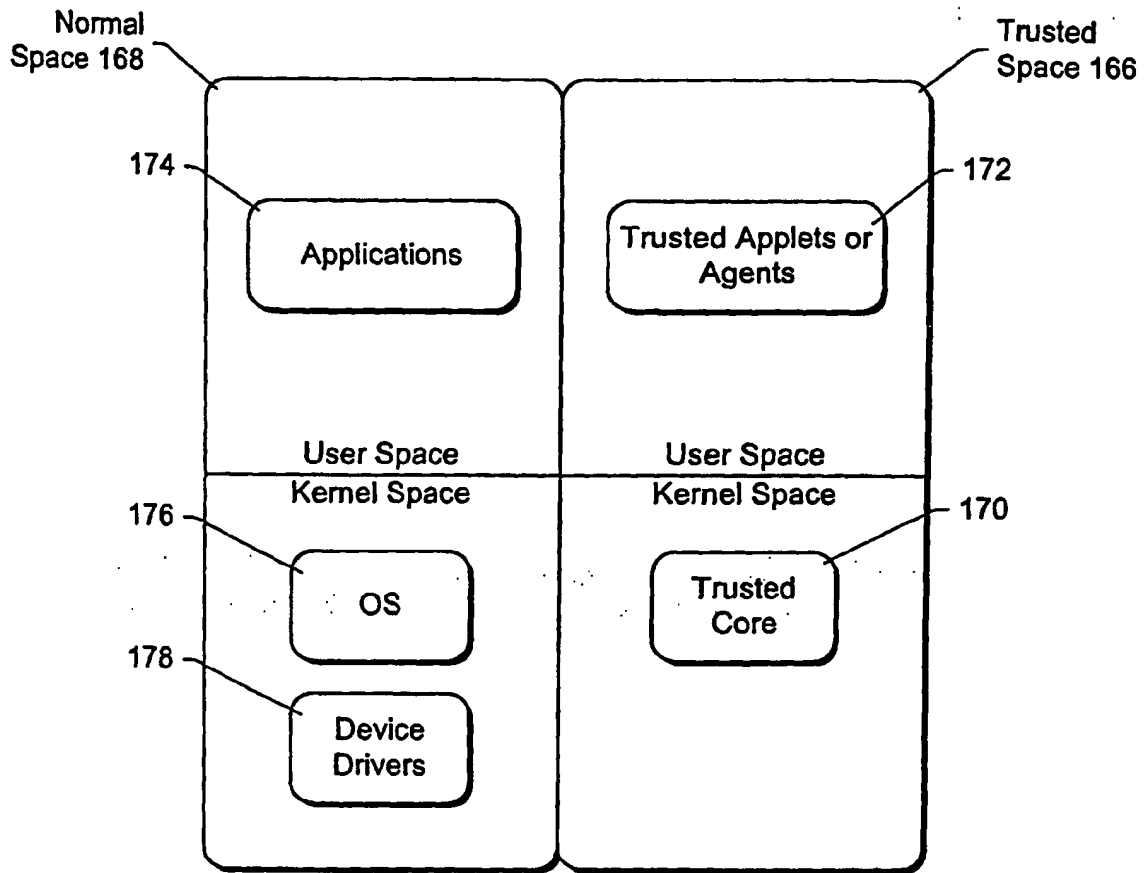 Normal
Space 168
Trusted
Space 166
174
172
Applications
Trusted Applets or
Agents
User Space
User Space
Kernel Space
Kernel Space
176
170
OS
Trusted
Core
178
Device
Drivers